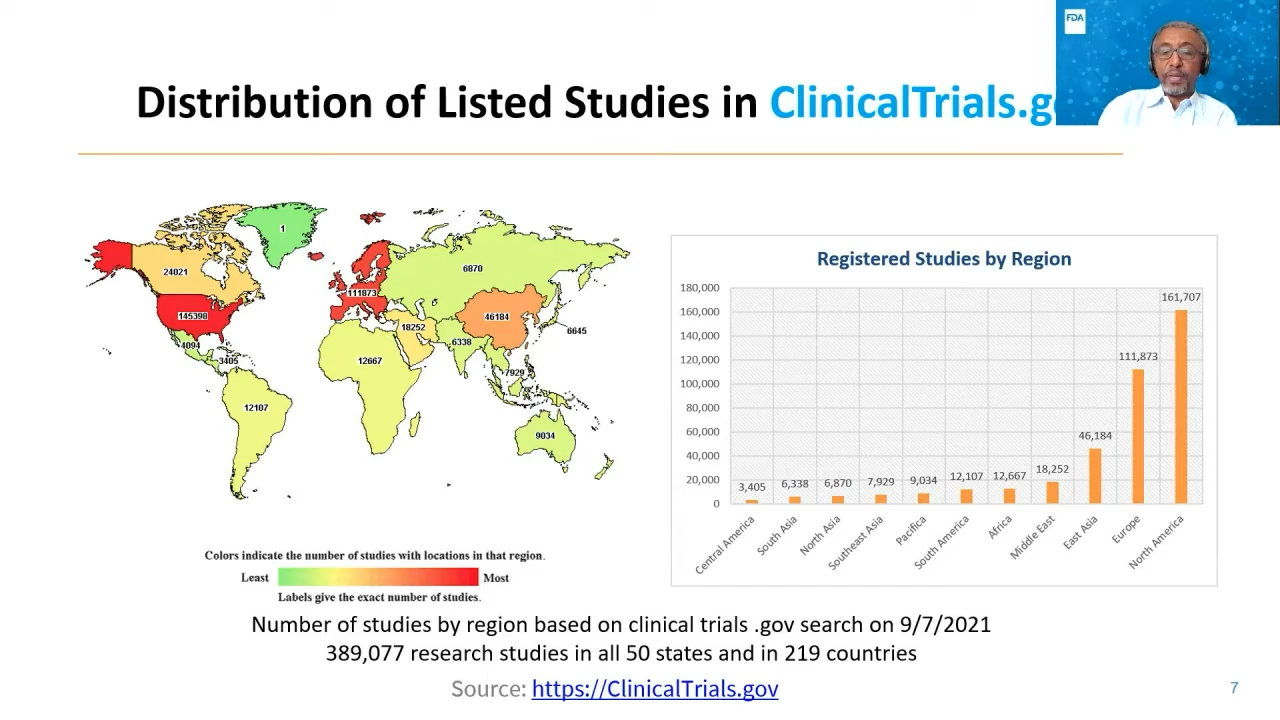 FDA
Distribution of Listed Studies in ClinicalTrials.g
1
24021
6870
111873
145398
46184
18252
6645
4094
6338
3405
12667
7929
12107
9034
Colors indicate the number of studies with locations in that region.
Least Most
Labels give the exact number of studies.
Registered Studies by Region
180,000
160,000
140,000
120,000
100,000
80,000
60,000
40,000
20,000
0
3,405
6,338
6,870
7,929
9,034
12,107
12,667
18,252
46,184
111,873
161,707
Central America
South Asia
North Asia
Southeast Asia
Pacifica
South America
Africa
Middle East
East Asia
Europe
North America
Number of studies by region based on clinical trials .gov search on 9/7/2021
389,077 research studies in all 50 states and in 219 countries
Source: https://ClinicalTrials.gov
7